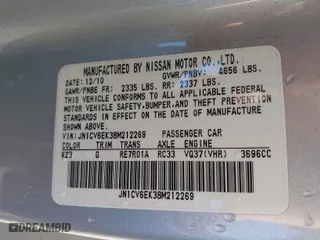 MANUFACTURED BY NISSAN MOTOR CO.,LTD.
DATE: 12/10 GVWR/PNBV: 4656 LBS.
GAWR/PNBE FR: 2335 LBS. RR: 2337 LBS.
THIS VEHICLE CONFORMS TO ALL APPLICABLE FEDERAL
MOTOR VEHICLE SAFETY,BUMPER,AND THEFT PREVENTION
STANDARDS IN EFFECT ON THE DATE OF
MANUFACTURE SHOWN ABOVE.
VIN: JN1CV6EK3BM212269 PASSENGER CAR
COLOR TRIM TRANS AXLE ENGINE
K23 G RE7R01A RC33 VQ37(VHR) 3696CC
JN1CV6EK3BM212269